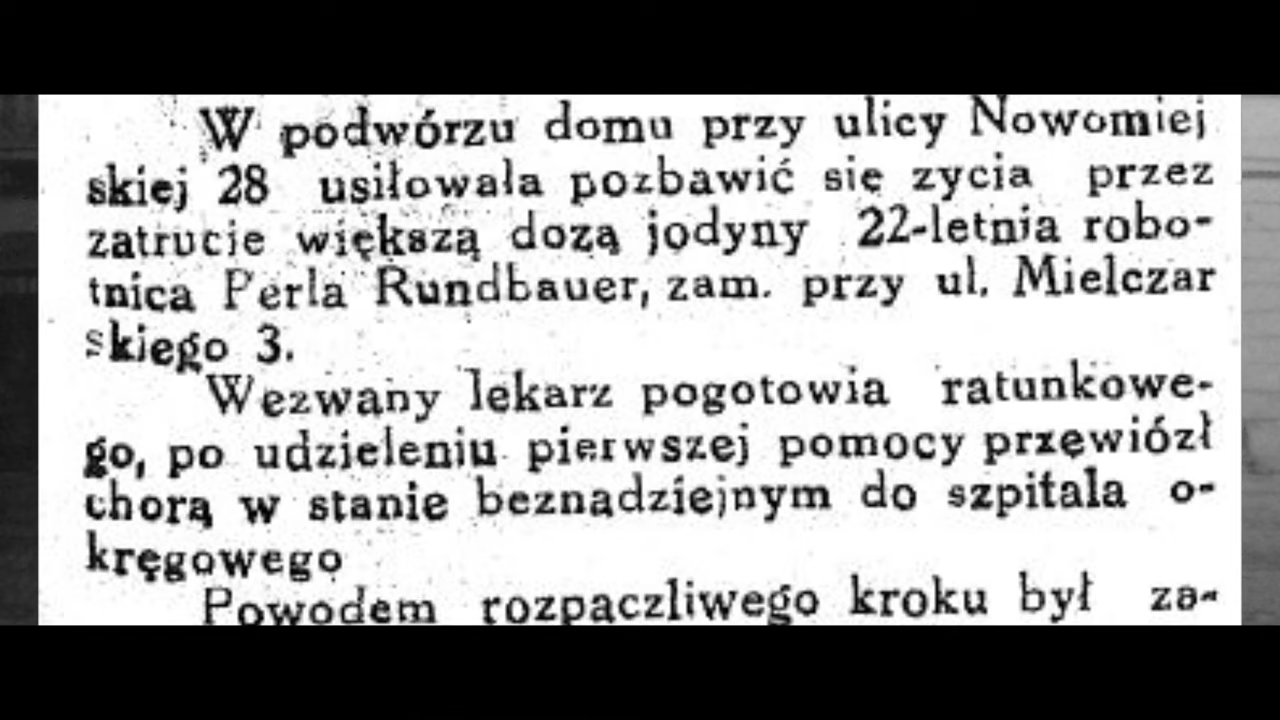 W podwórzu domu przy ulicy Nowomiej
skiej 28 usiłowała pozbawić się zycia przez
zatrucie większą dozą jodyny 22-letnia robo-
tnica Perla Rundbauer, zam. przy ul. Mielczar
skiego 3.
Wezwany lekarz pogotowia ratunkowe-
go, po udzieleniu pierwszej pomocy przewiózł
chorą w stanie beznadziejnym do szpitala o-
kręgowego
Powodem rozpaczliwego kroku był za-